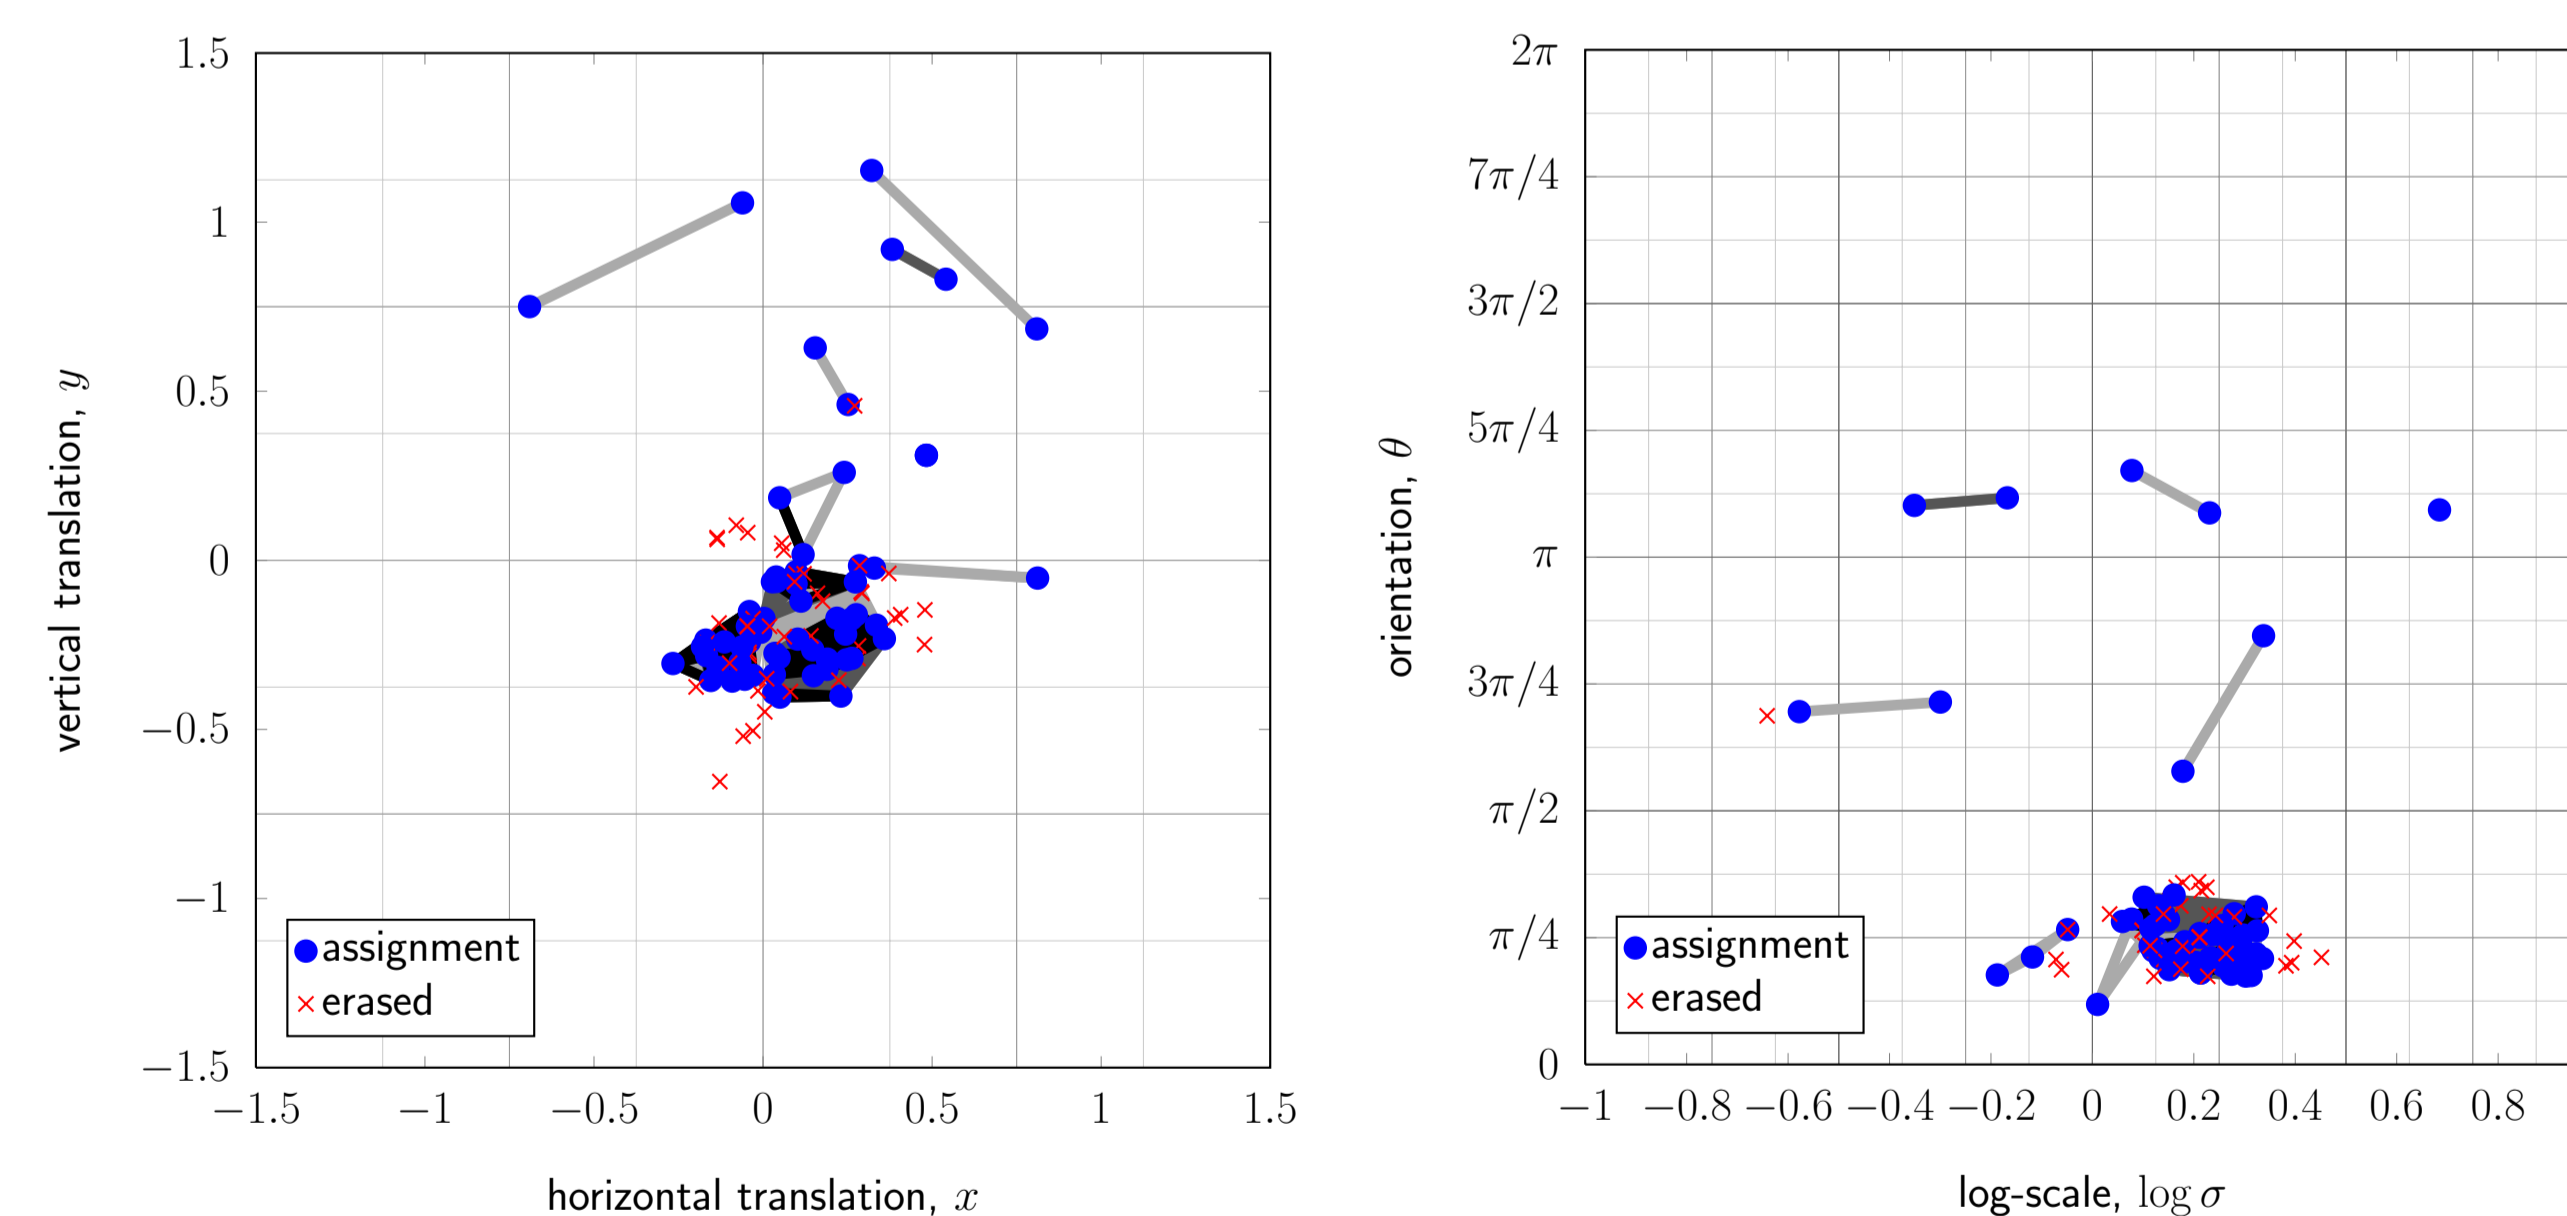 1.5
1
0.5
0
−0.5
−1
−1.5
vertical translation, y
assignment
erased
−1.5 −1 −0.5 0 0.5 1 1.5
horizontal translation, x
2π
7π/4
3π/2
5π/4
π
3π/4
π/2
π/4
0
orientation, θ
assignment
erased
−1 −0.8 −0.6 −0.4 −0.2 0 0.2 0.4 0.6 0.8
log-scale, log σ